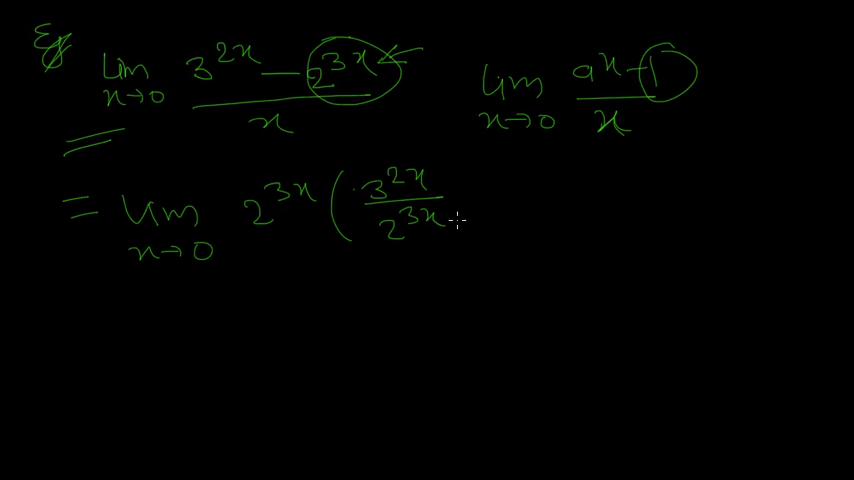 Eg
lim x→0 (3^{2x} - 2^{3x})/x    lim x→0 (a^x - 1)/x
= lim x→0 2^{3x} ( 3^{2x}/2^{3x}